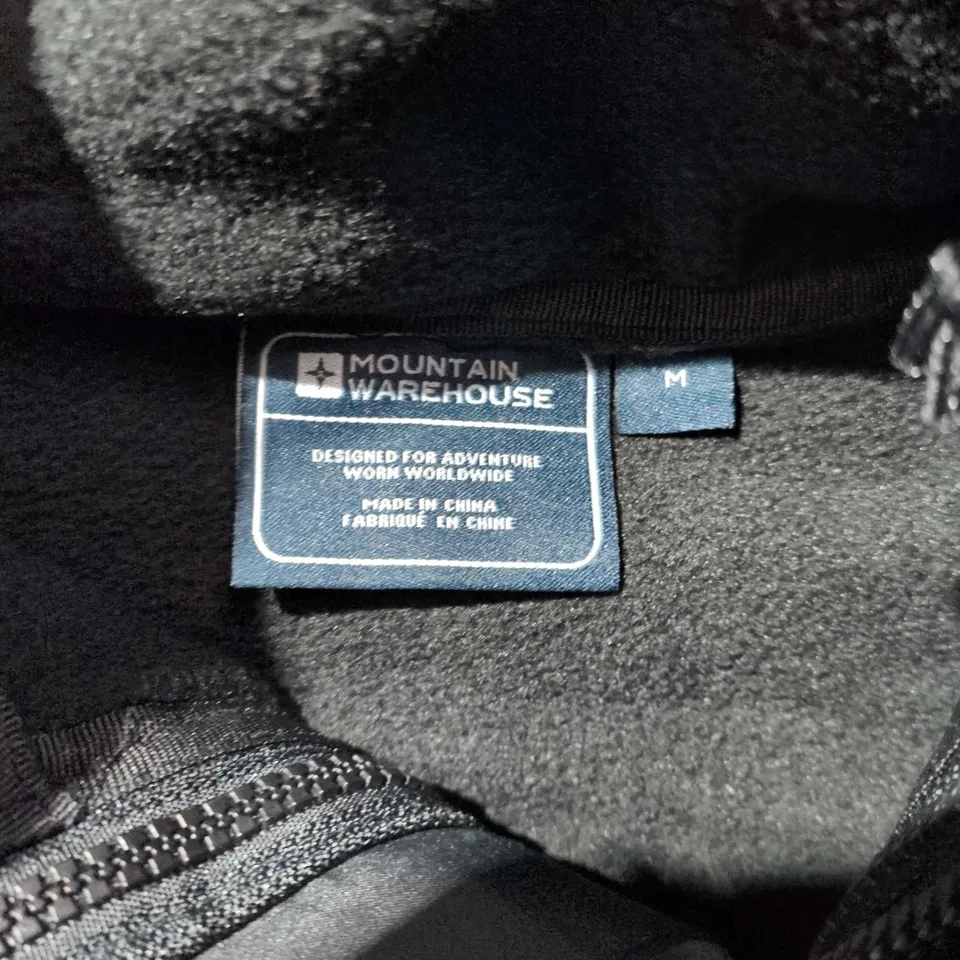 MOUNTAIN
WAREHOUSE
M
DESIGNED FOR ADVENTURE
WORN WORLDWIDE
MADE IN CHINA
FABRIQUÉ EN CHINE